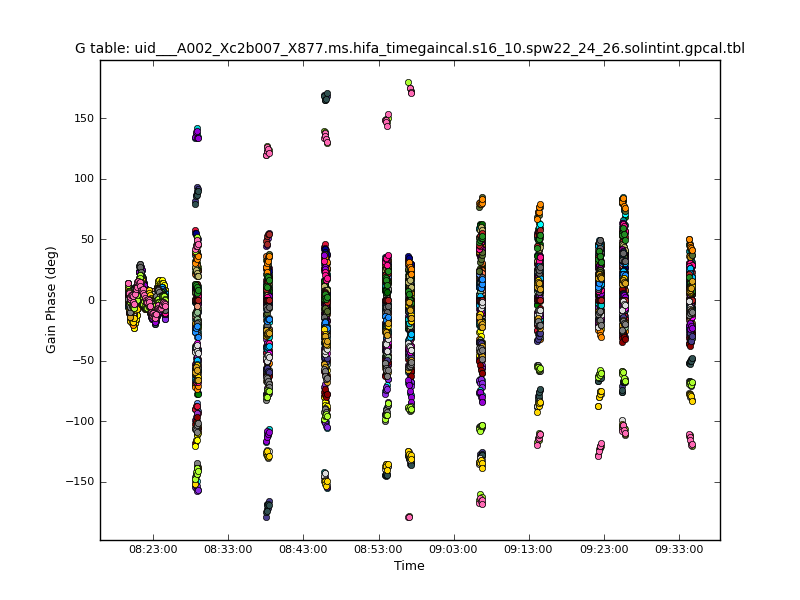 G table: uid___A002_Xc2b007_X877.ms.hifa_timegaincal.s16_10.spw22_24_26.solintint.gpcal.tbl
150
100
50
0
−50
−100
−150
Gain Phase (deg)
08:23:00 08:33:00 08:43:00 08:53:00 09:03:00 09:13:00 09:23:00 09:33:00
Time